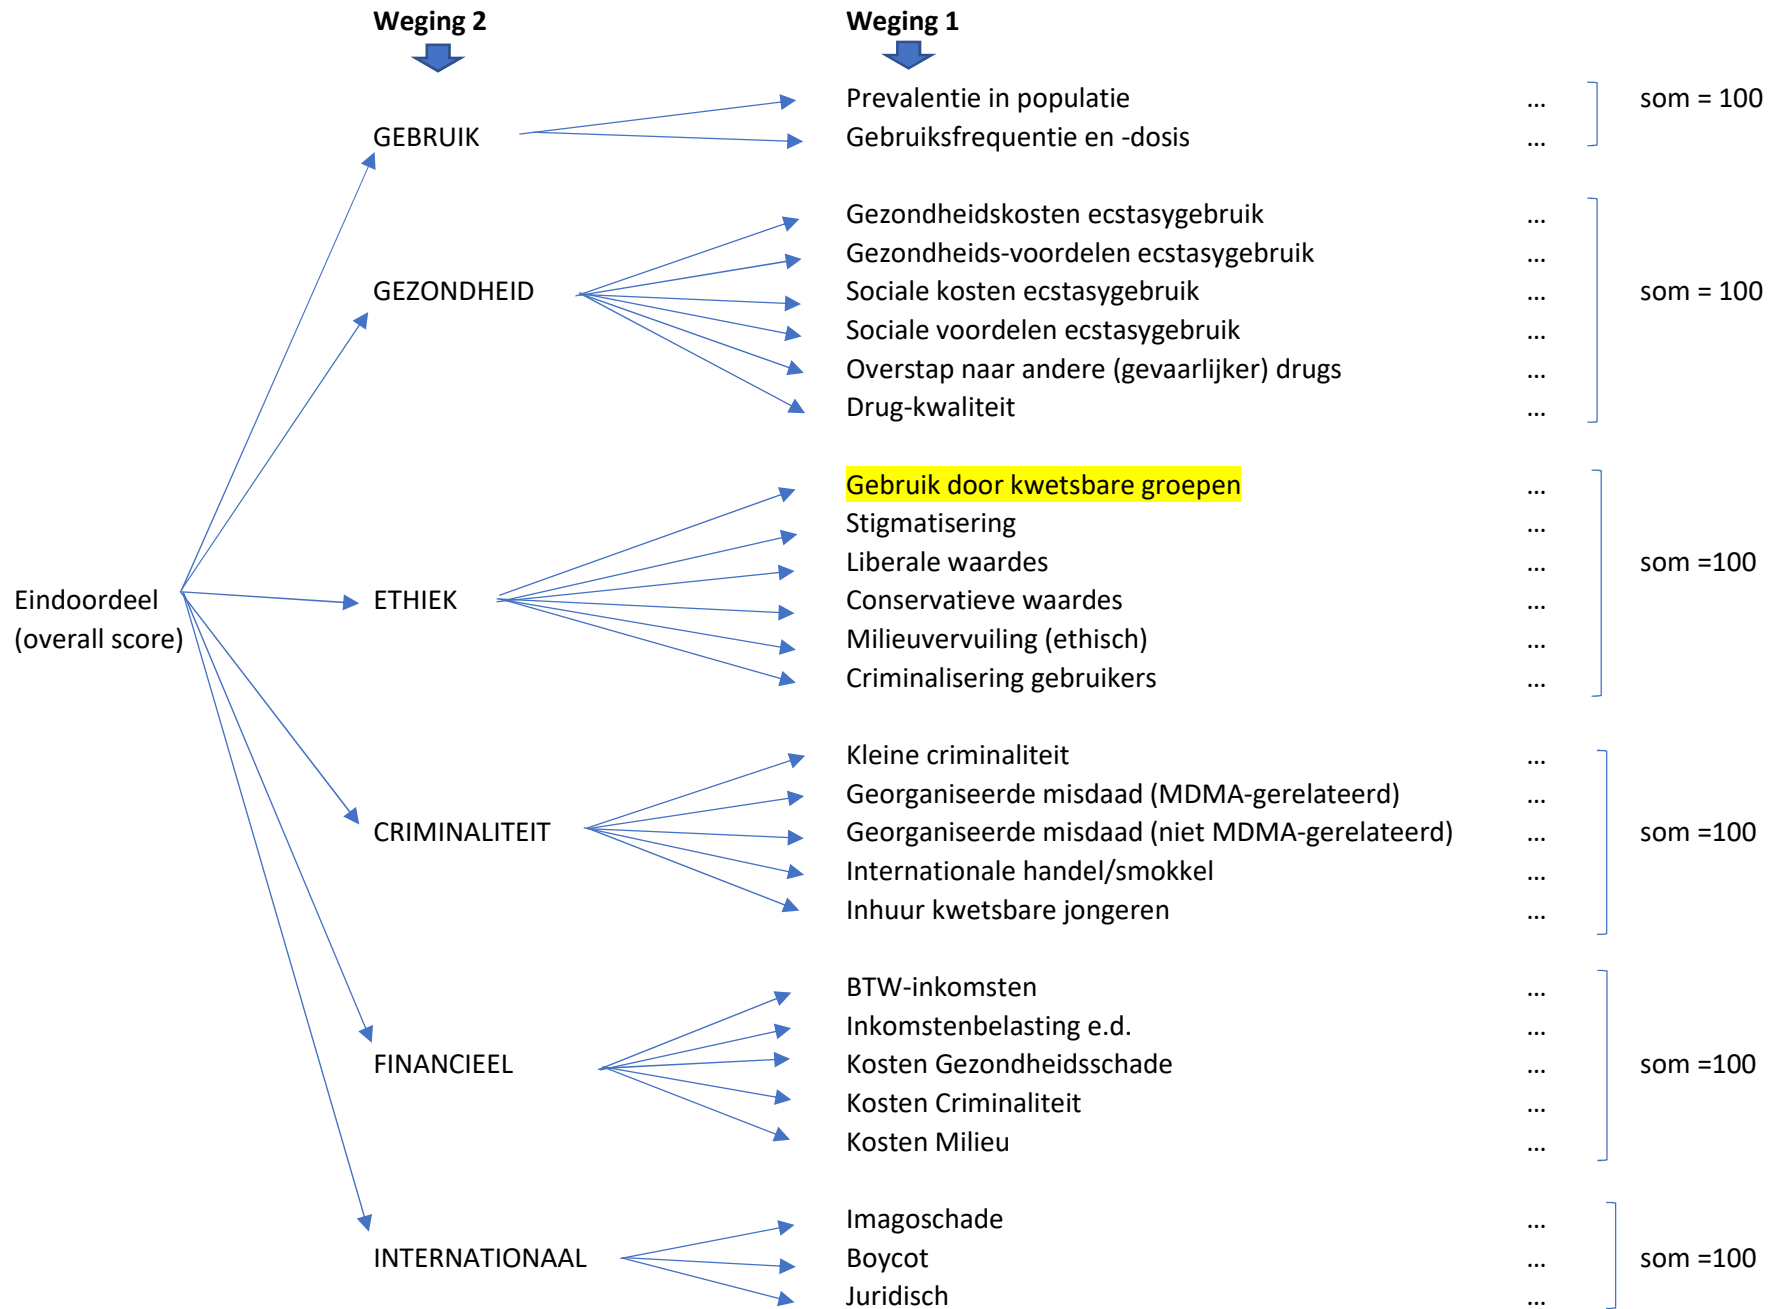 Weging 2 Weging 1
Prevalentie in populatie ... som = 100
GEBRUIK Gebruiksfrequentie en -dosis ...
Gezondheidskosten ecstasygebruik ...
Gezondheids-voordelen ecstasygebruik ...
GEZONDHEID Sociale kosten ecstasygebruik ... som = 100
Sociale voordelen ecstasygebruik ...
Overstap naar andere (gevaarlijker) drugs ...
Drug-kwaliteit ...
Gebruik door kwetsbare groepen ...
Stigmatisering ...
Liberale waardes ... som =100
Eindoordeel ETHIEK Conservatieve waardes ...
(overall score) Milieuvervuiling (ethisch) ...
Criminalisering gebruikers ...
Kleine criminaliteit ...
Georganiseerde misdaad (MDMA-gerelateerd) ...
CRIMINALITEIT Georganiseerde misdaad (niet MDMA-gerelateerd) ... som =100
Internationale handel/smokkel ...
Inhuur kwetsbare jongeren ...
BTW-inkomsten ...
Inkomstenbelasting e.d. ...
FINANCIEEL Kosten Gezondheidsschade ... som =100
Kosten Criminaliteit ...
Kosten Milieu ...
Imagoschade ...
INTERNATIONAAL Boycot ... som =100
Juridisch ...